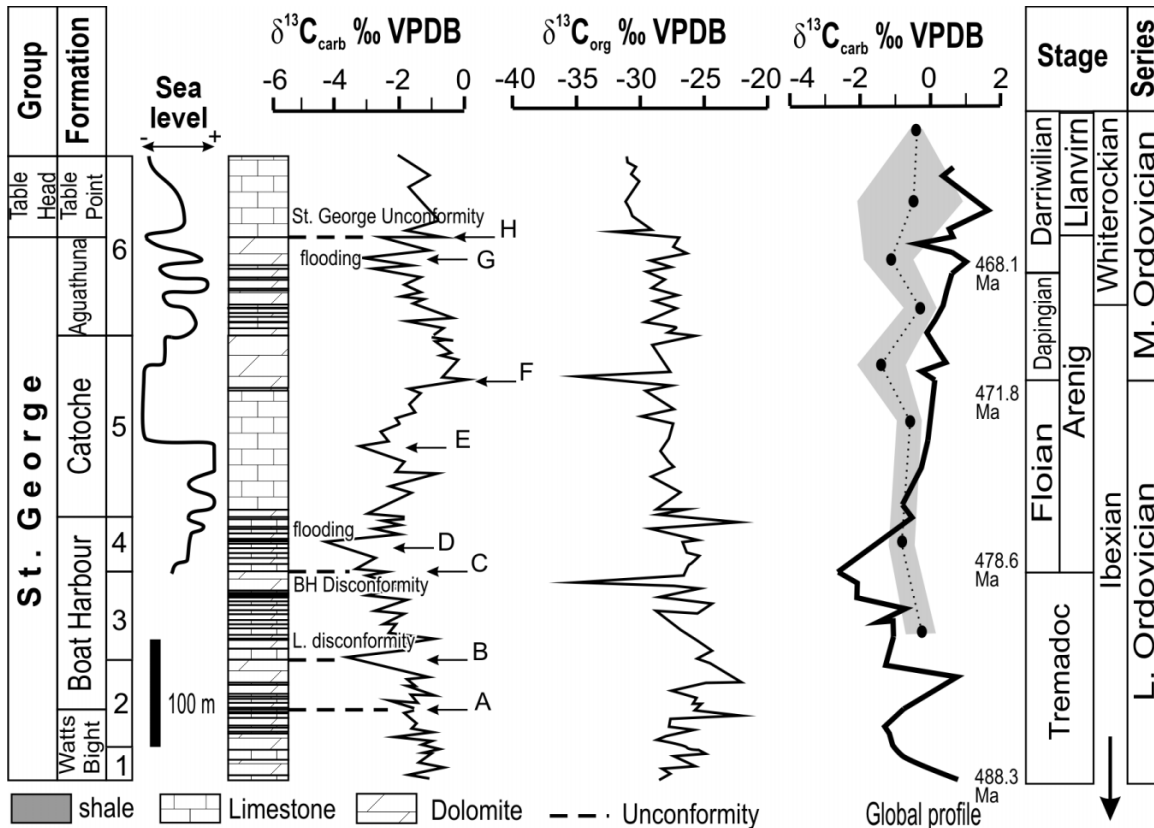 δ13Ccarb ‰ VPDB
δ13Corg ‰ VPDB
δ13Ccarb ‰ VPDB
Group
Formation
Sea level
- +
-6 -4 -2 0
-40 -35 -30 -25 -20
-4 -2 0 2
Stage
Series
Table Head
Table Point
St. George
Aguathuna
Catoche
Boat Harbour
Watts Bight
6
5
4
3
2
1
100 m
St. George Unconformity
H
flooding
G
F
E
flooding
D
C
BH Disconformity
L. disconformity
B
A
468.1 Ma
471.8 Ma
478.6 Ma
488.3 Ma
Darriwilian
Dapingian
Floian
Tremadoc
Llanvirn
Arenig
Whiterockian
Ibexian
M. Ordovician
L. Ordovician
shale
Limestone
Dolomite
Unconformity
Global profile